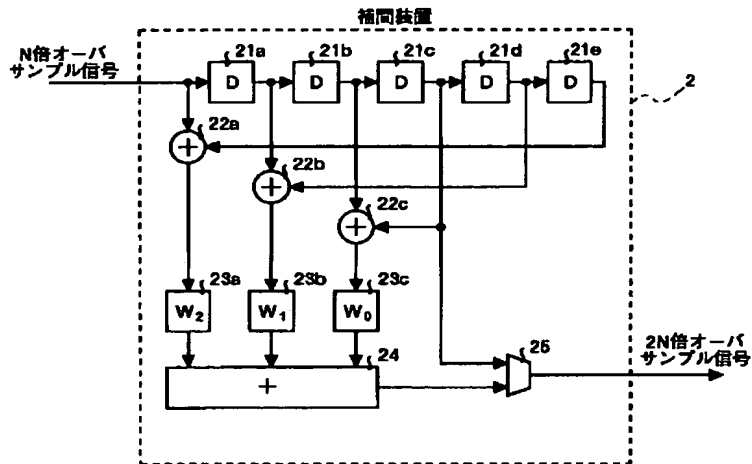 補間装置
N倍オーバ
サンプル信号
21a
21b
21c
21d
21e
D
D
D
D
D
2
22a
+
22b
+
22c
+
23a
23b
23c
W2
W1
W0
24
+
25
2N倍オーバ
サンプル信号